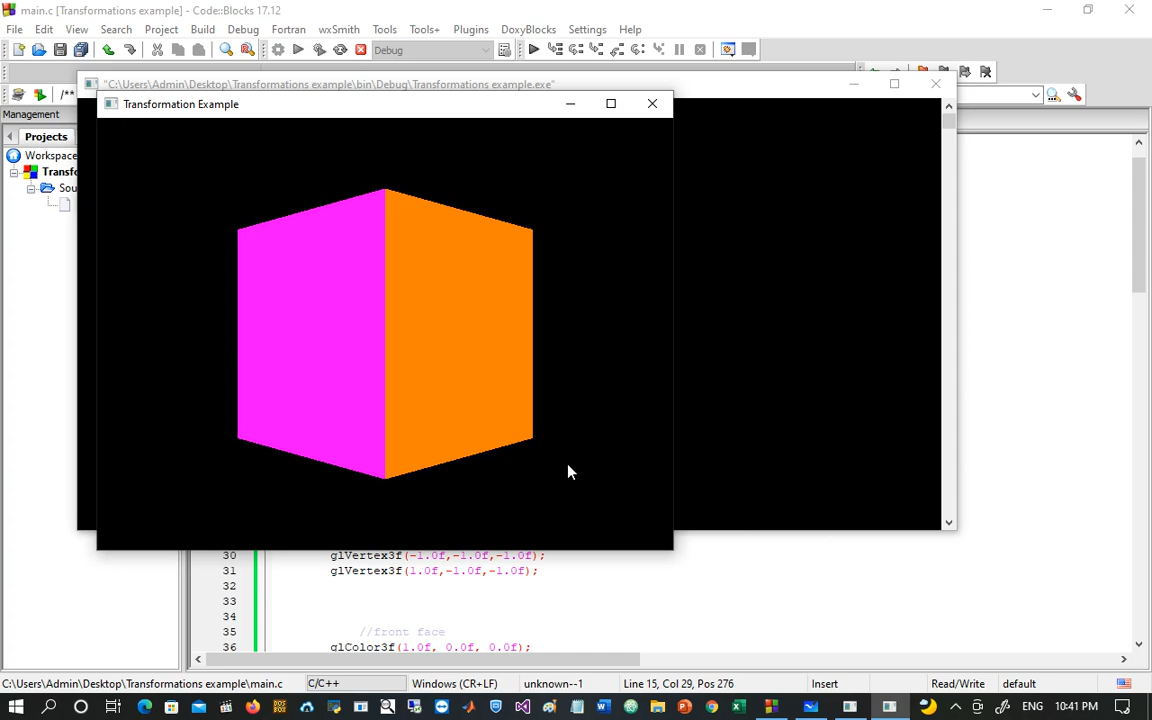 main.c [Transformations example] - Code::Blocks 17.12
File Edit View Search Project Build Debug Fortran wxSmith Tools Tools+ Plugins DoxyBlocks Settings Help
Debug
"C:\Users\Admin\Desktop\Transformations example\bin\Debug\Transformations example.exe"
/**
Transformation Example
Management
Projects
Workspace
Transfo
Sou
30 glVertex3f(-1.0f,-1.0f,-1.0f);
31 glVertex3f(1.0f,-1.0f,-1.0f);
32
33
34
35 //front face
36 glColor3f(1.0f, 0.0f, 0.0f);
C:\Users\Admin\Desktop\Transformations example\main.c C/C++ Windows (CR+LF) unknown--1 Line 15, Col 29, Pos 276 Insert Read/Write default
ENG 10:41 PM